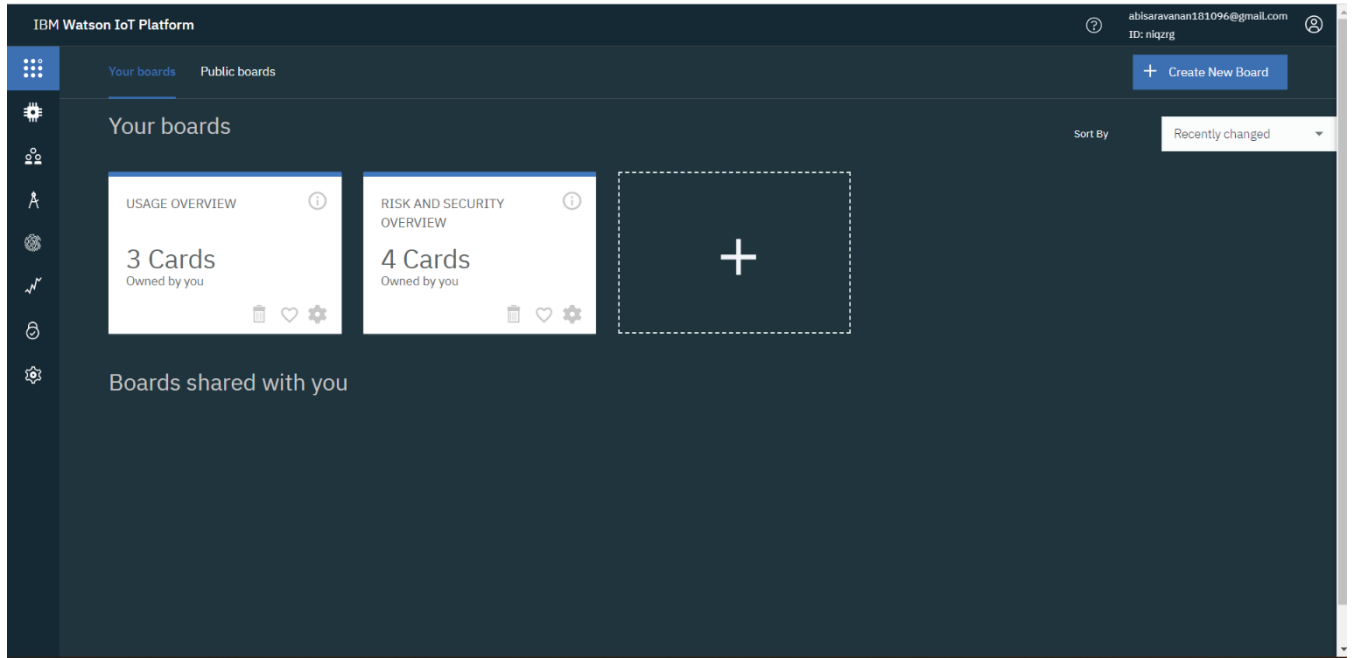 IBM Watson IoT Platform
abisaravanan181096@gmail.com
ID: niqzrg
Your boards
Public boards
Create New Board
Your boards
Sort By
Recently changed
USAGE OVERVIEW
3 Cards
Owned by you
RISK AND SECURITY
OVERVIEW
4 Cards
Owned by you
Boards shared with you